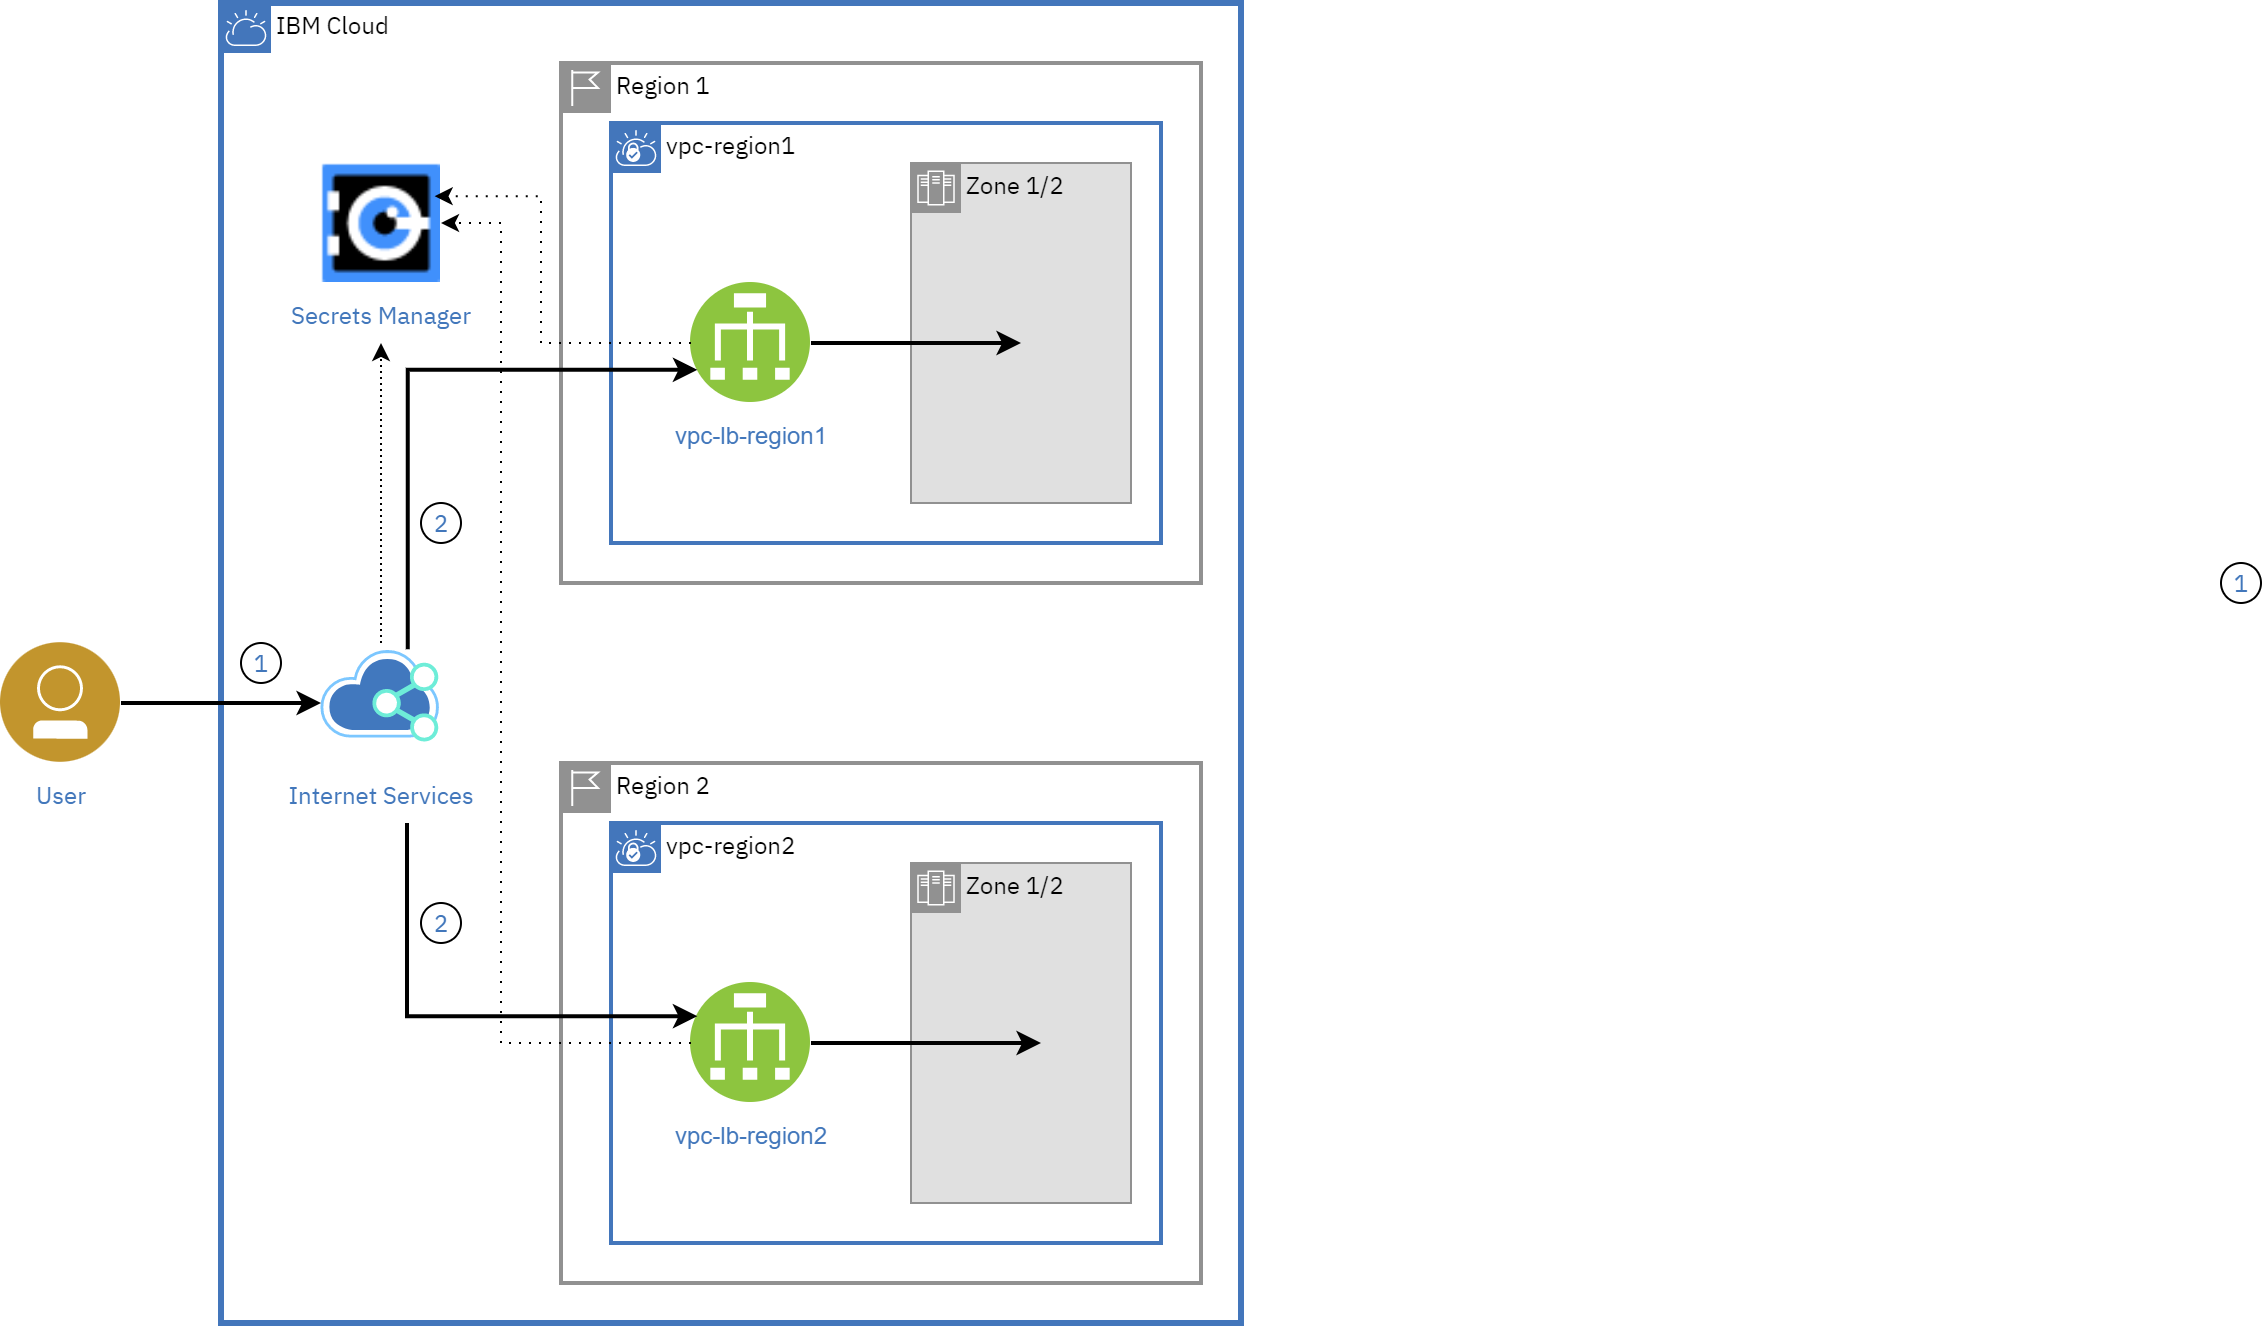 IBM Cloud
Region 1
vpc-region1
Zone 1/2
Secrets Manager
vpc-lb-region1
2
1
1
User
Internet Services
Region 2
vpc-region2
Zone 1/2
2
vpc-lb-region2